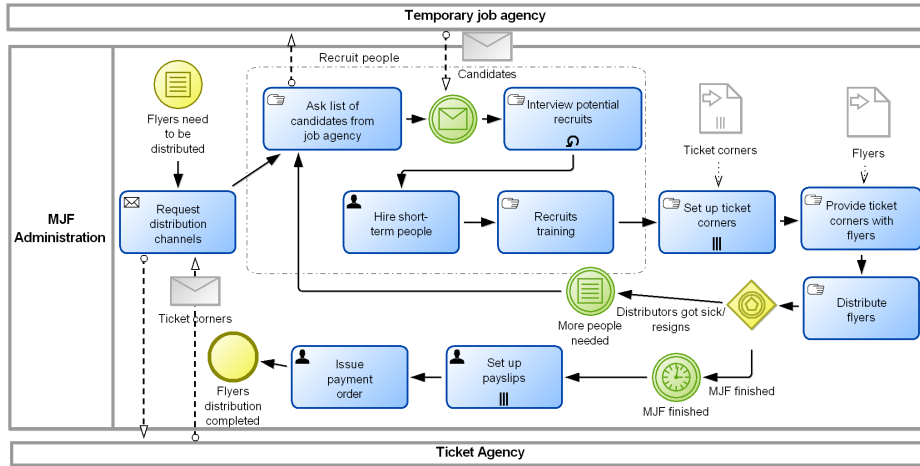 Temporary job agency
Recruit people
Candidates
Flyers need
to be
distributed
Ask list of
candidates from
job agency
Interview potential
recruits
Ticket corners
Flyers
MJF
Administration
Request
distribution
channels
Hire short-
term people
Recruits
training
Set up ticket
corners
Provide ticket
corners with
flyers
Ticket corners
More people
needed
Distributors got sick/
resigns
Distribute
flyers
Flyers
distribution
completed
Issue
payment
order
Set up
payslips
MJF finished
MJF finished
Ticket Agency